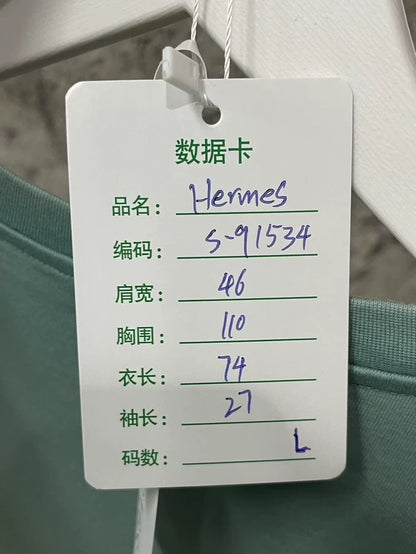 数据卡
品名: Hermes
编码: S-91534
肩宽: 46
胸围: 110
衣长: 74
袖长: 27
码数: L